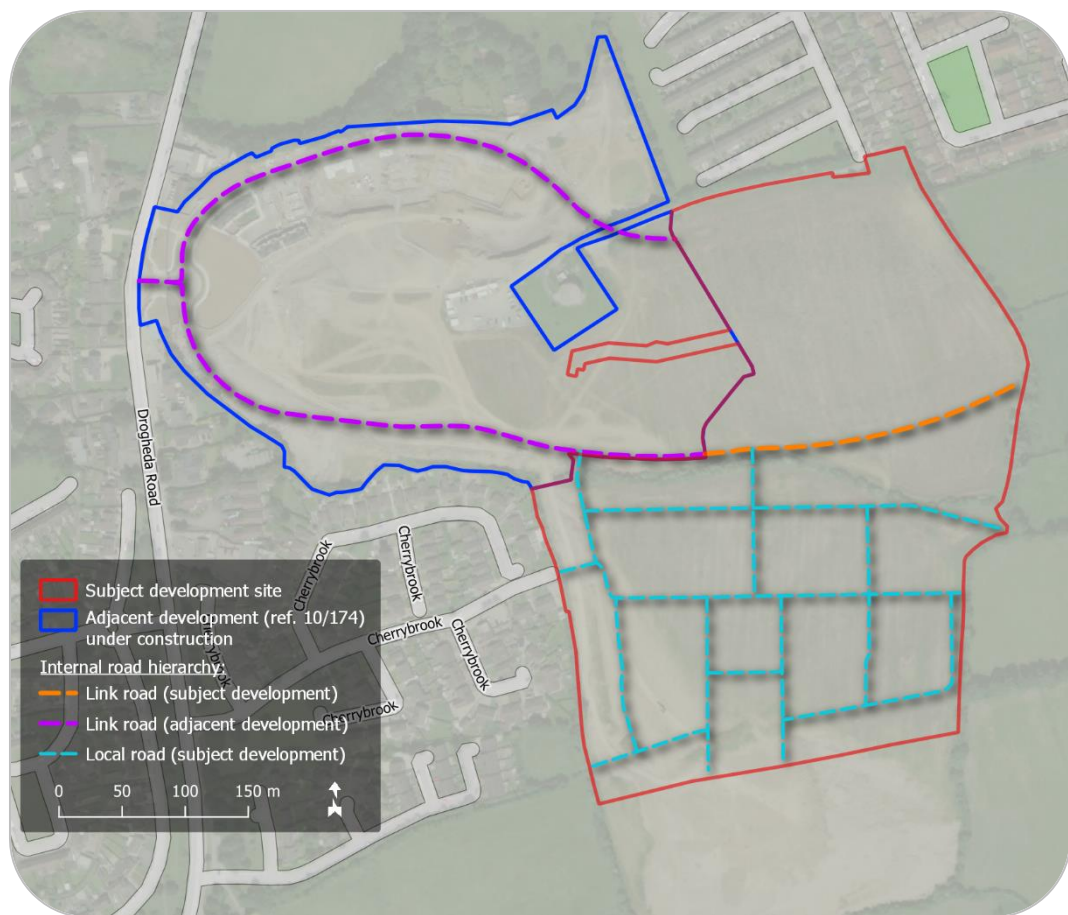 Drogheda Road
Cherrybrook
Cherrybrook
Cherrybrook
Cherrybrook
Cherrybrook
Subject development site
Adjacent development (ref. 10/174)
under construction
Internal road hierarchy:
Link road (subject development)
Cherrybrook
Link road (adjacent development)
Local road (subject development)
0 50 100 150 m